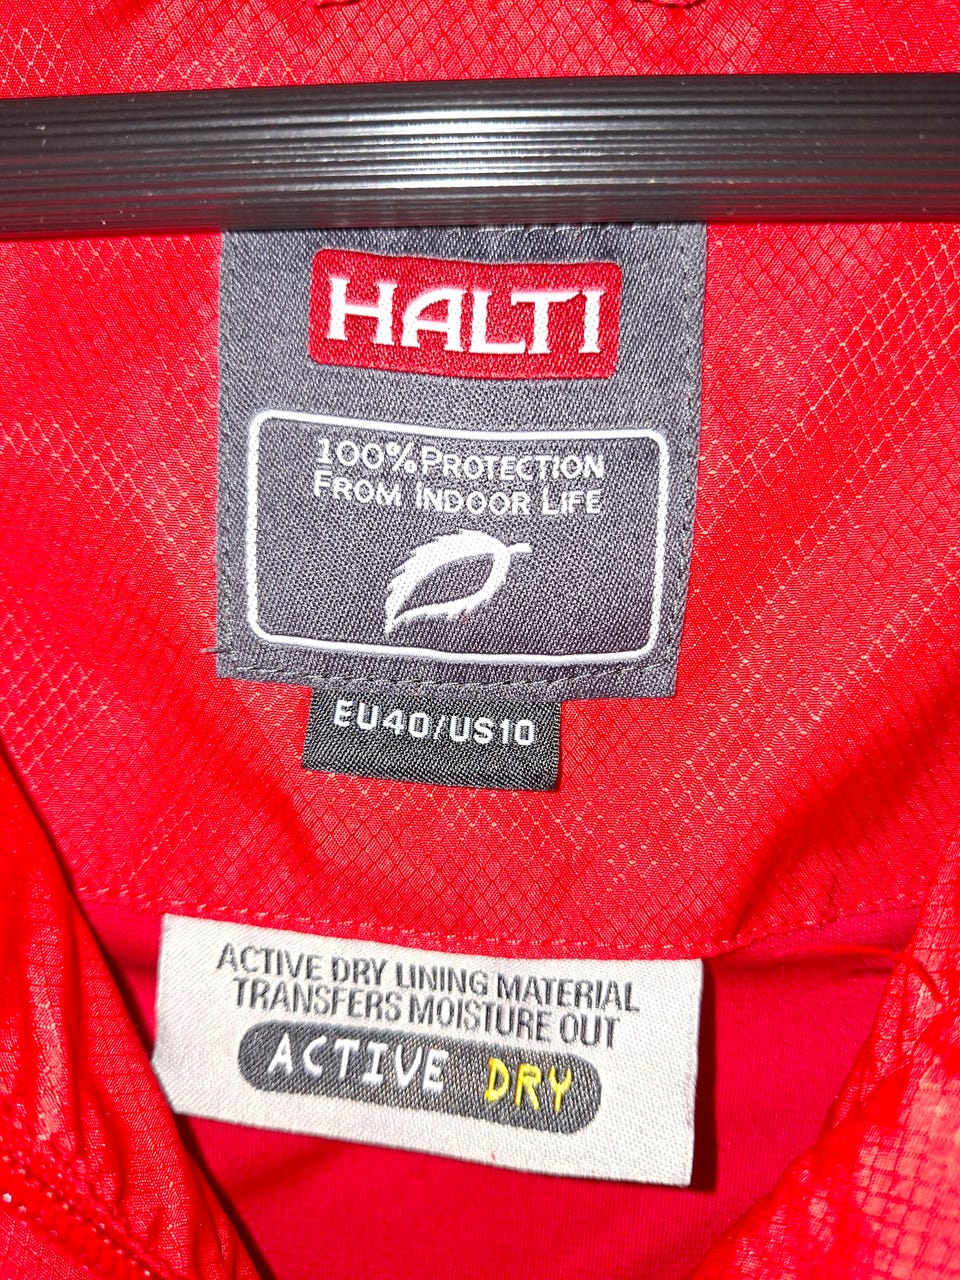 HALTI
100% PROTECTION
FROM INDOOR LIFE
EU40/US10
ACTIVE DRY LINING MATERIAL
TRANSFERS MOISTURE OUT
ACTIVE DRY